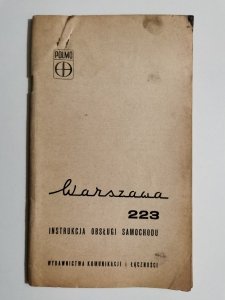 POLMO
Warszawa
223
INSTRUKCJA OBSŁUGI SAMOCHODU
WYDAWNICTWA KOMUNIKACJI i ŁĄCZNOŚCI